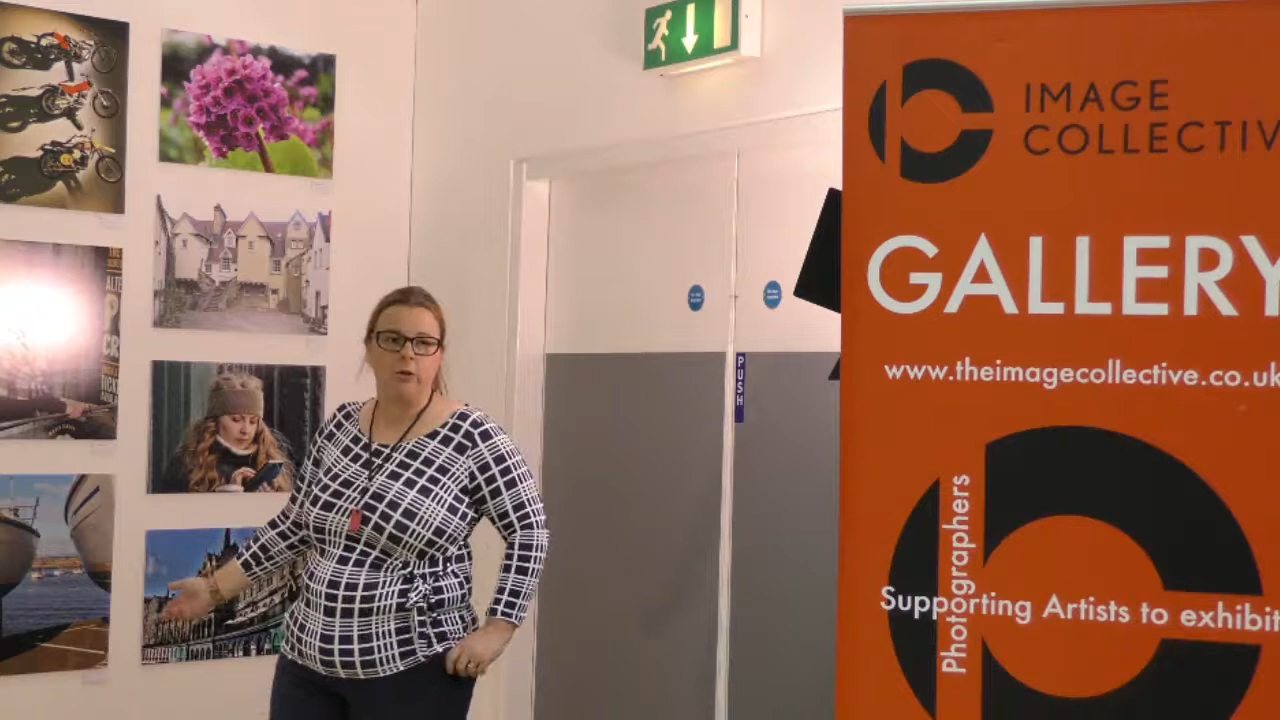 IMAGE
COLLECTIV
GALLERY
www.theimagecollective.co.uk
Photographers
Supporting Artists to exhibit
PUSH